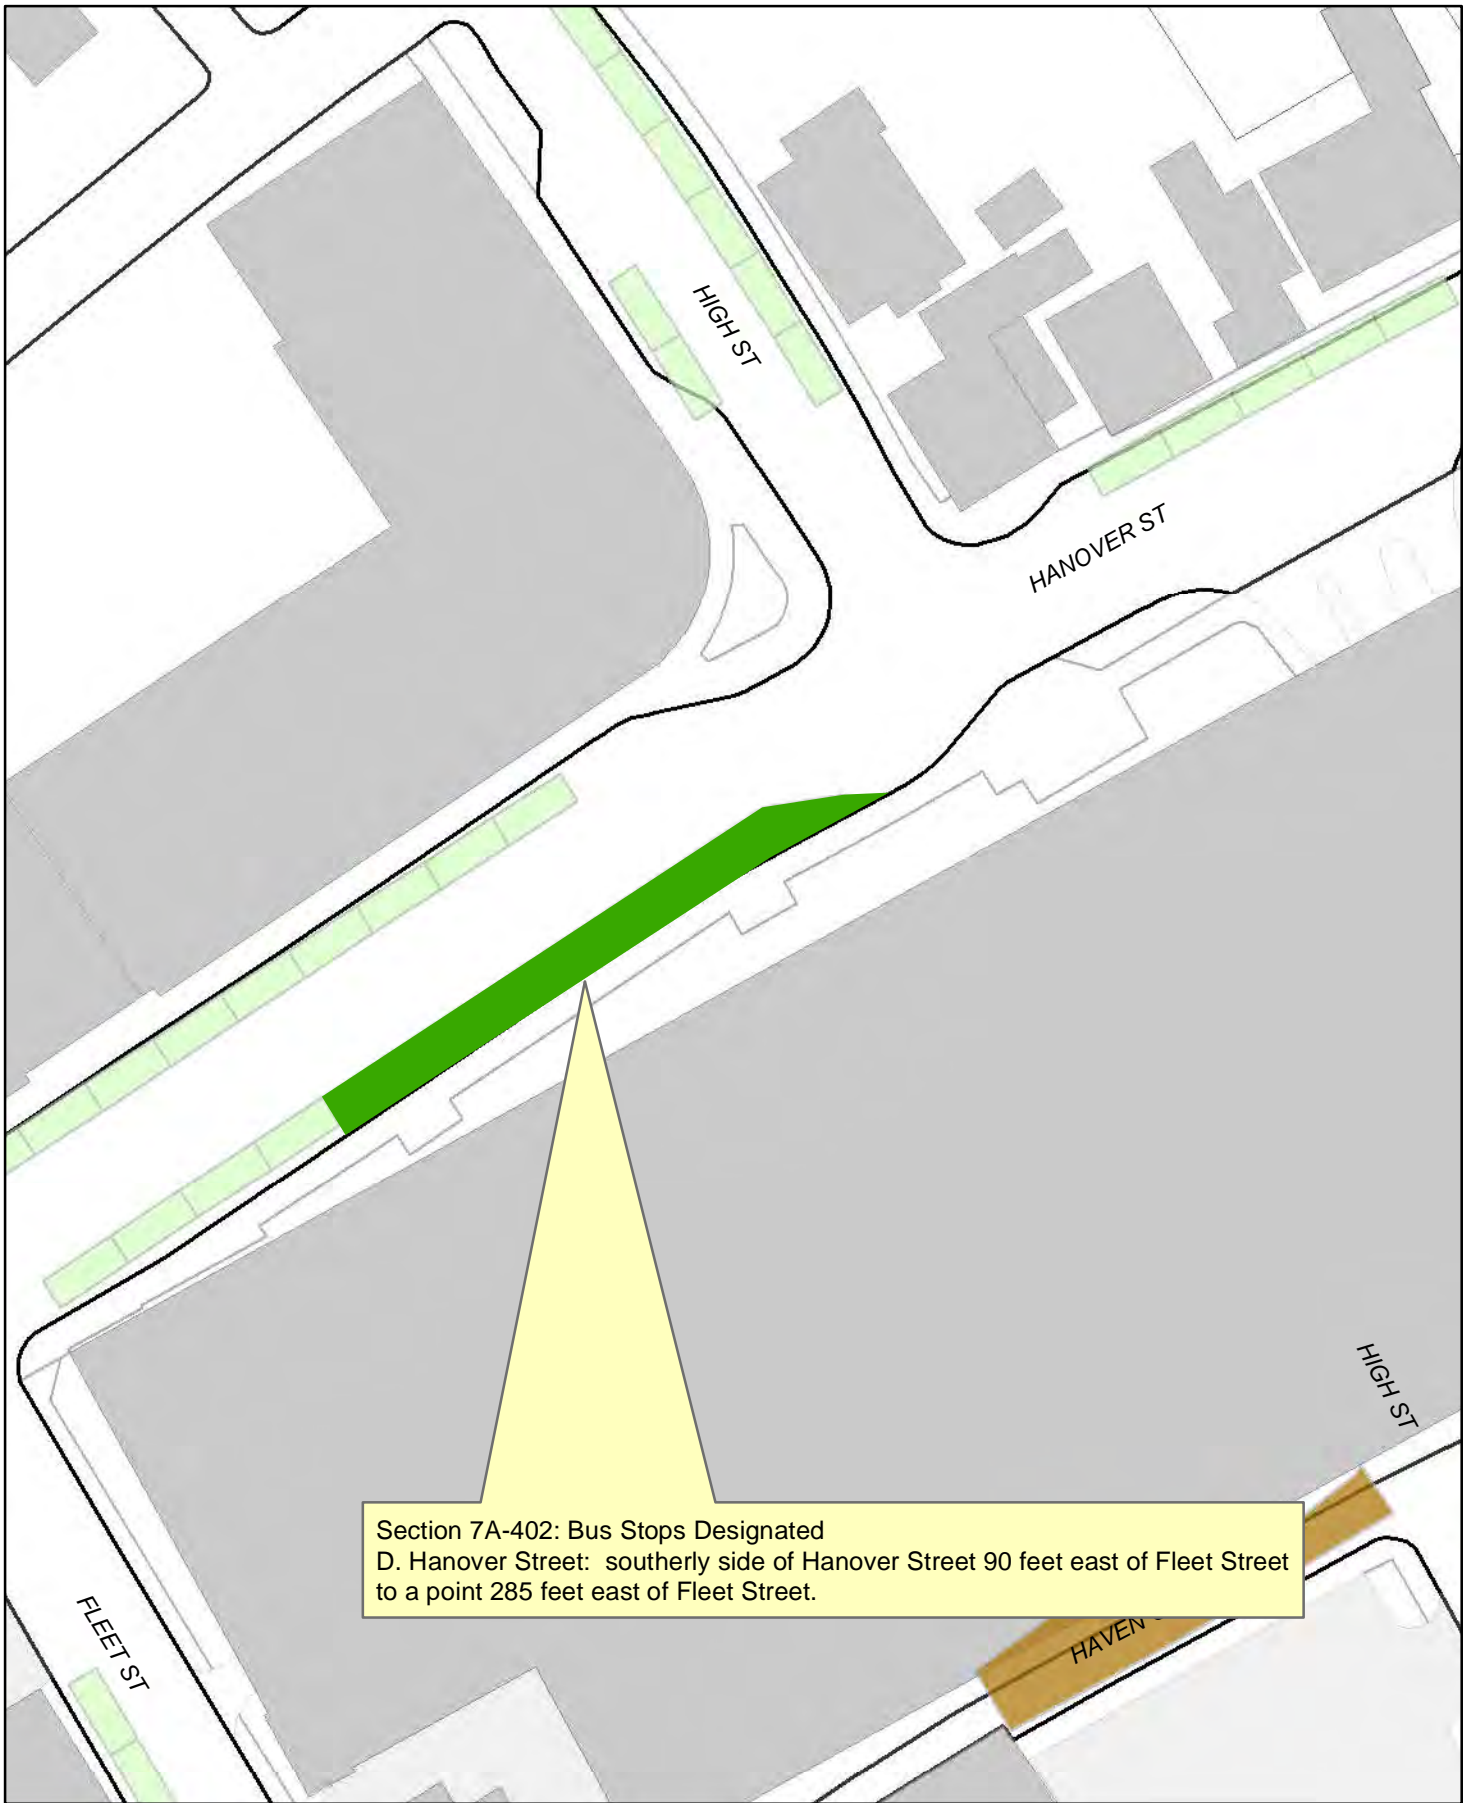 HIGH ST
HANOVER ST
HIGH ST
Section 7A-402: Bus Stops Designated
D. Hanover Street: southerly side of Hanover Street 90 feet east of Fleet Street
to a point 285 feet east of Fleet Street.
FLEET ST
HAVEN